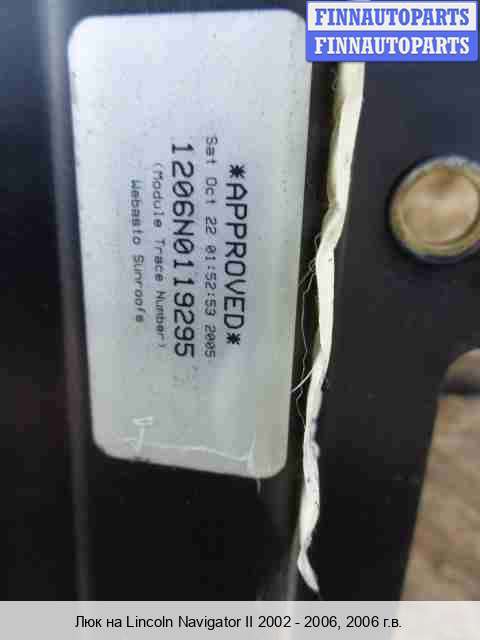 FINNAUTOPARTS
FINNAUTOPARTS
*APPROVED*
Sat Oct 22 01:52:53 2005
1206N0119295
(Module Trace Number)
Webasto Sunroofs
Люк на Lincoln Navigator II 2002 - 2006, 2006 г.в.